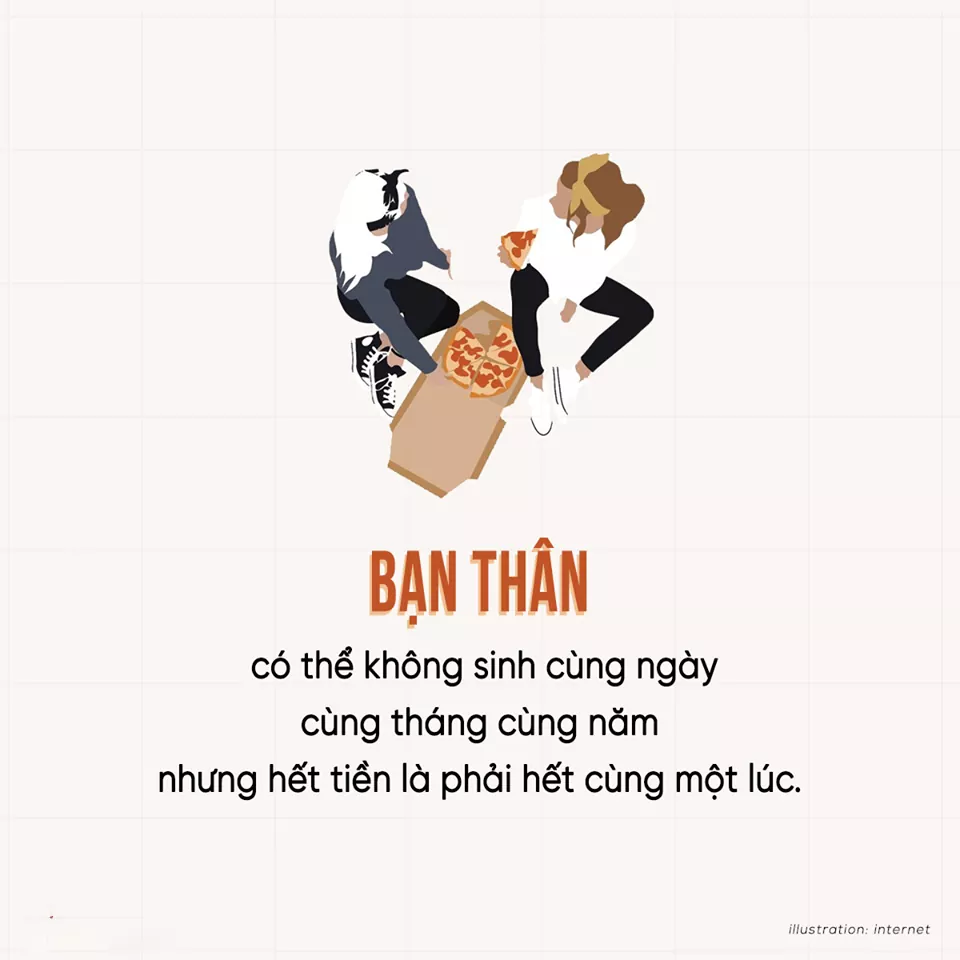 BẠN THÂN
có thể không sinh cùng ngày
cùng tháng cùng năm
nhưng hết tiền là phải hết cùng một lúc.
illustration: internet